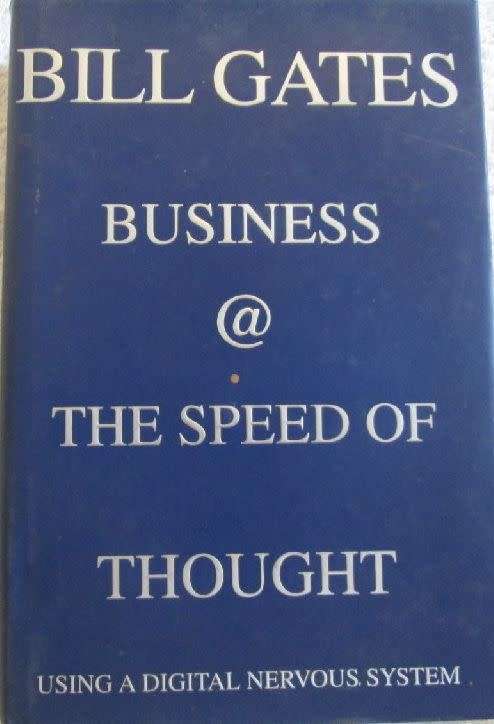 BILL GATES
BUSINESS
@
THE SPEED OF
THOUGHT
USING A DIGITAL NERVOUS SYSTEM